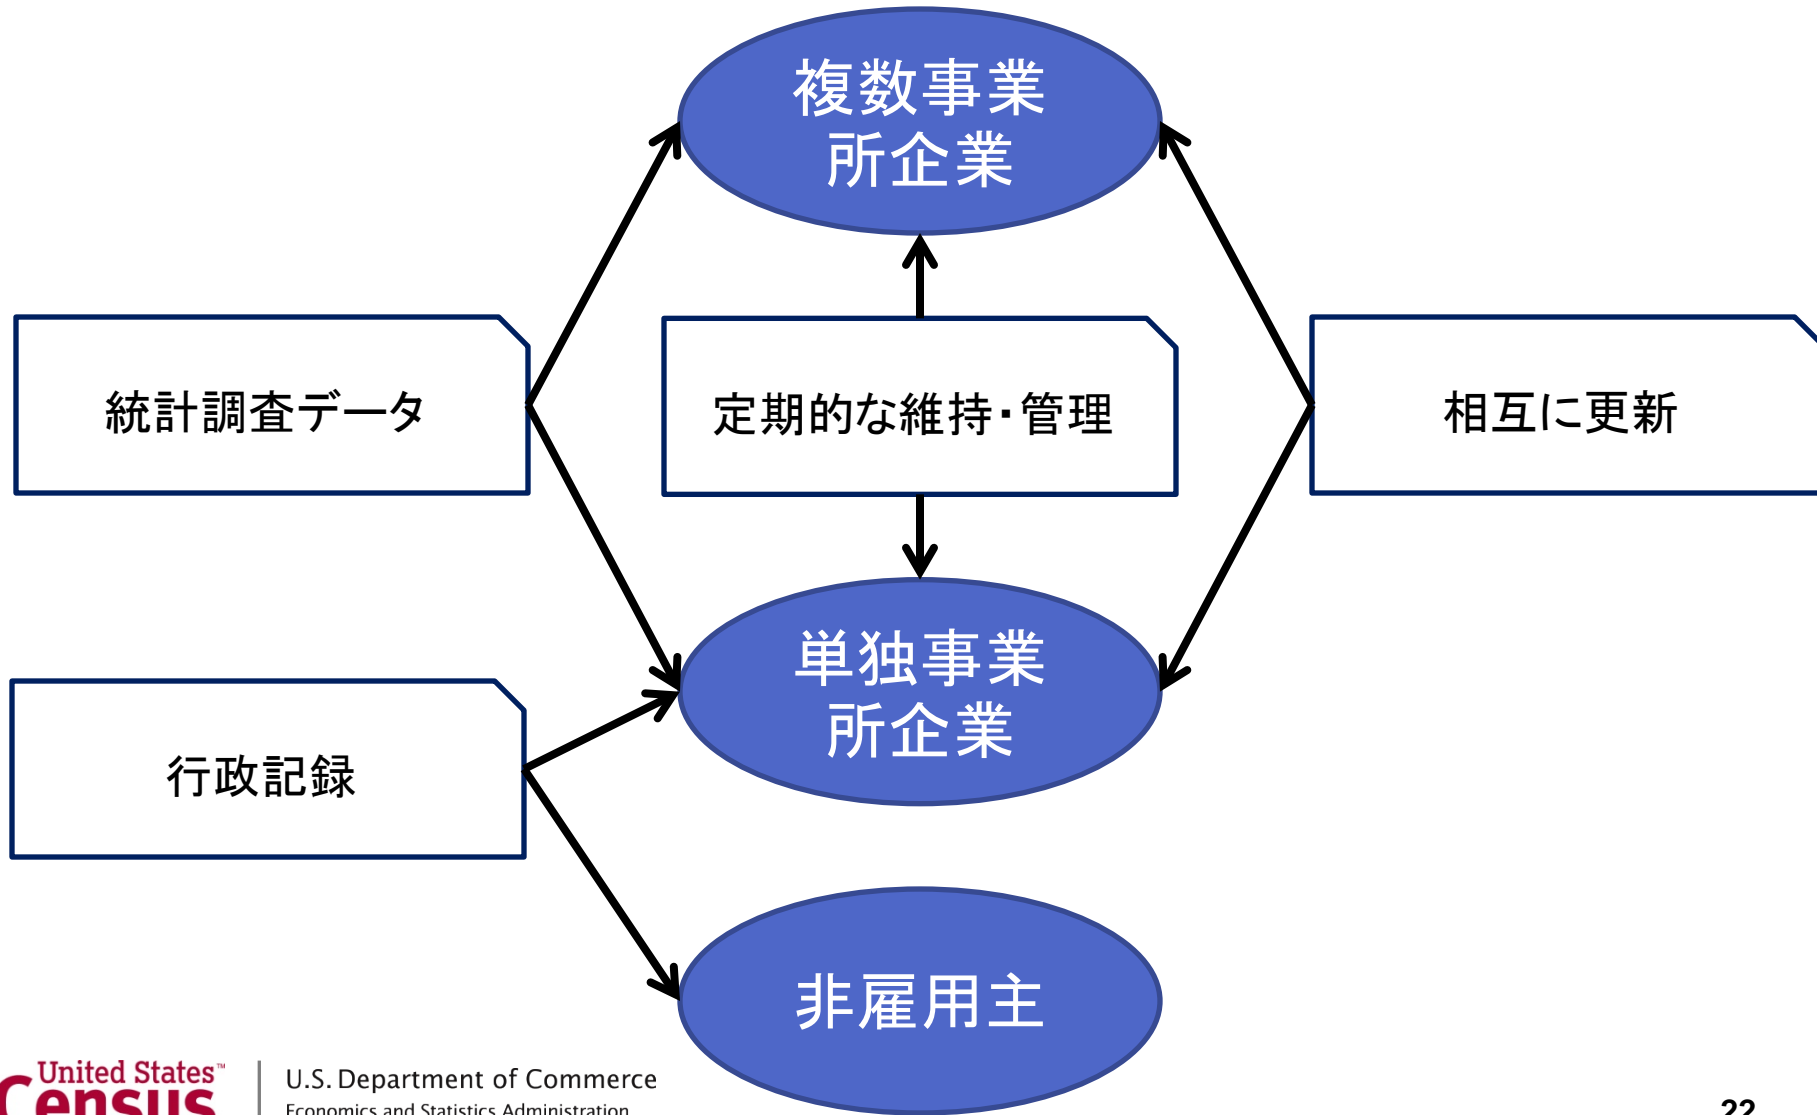 複数事業
所企業
統計調査データ
定期的な維持・管理
相互に更新
単独事業
所企業
行政記録
非雇用主
United States™
Census
U.S. Department of Commerce
Economics and Statistics Administration
22